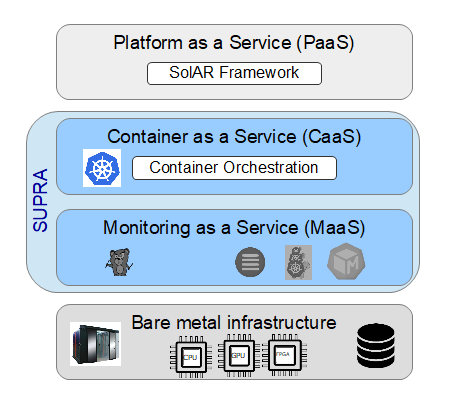 Platform as a Service (PaaS)
SolAR Framework
SUPRA
Container as a Service (CaaS)
Container Orchestration
Monitoring as a Service (MaaS)
Bare metal infrastructure
CPU
GPU
FPGA